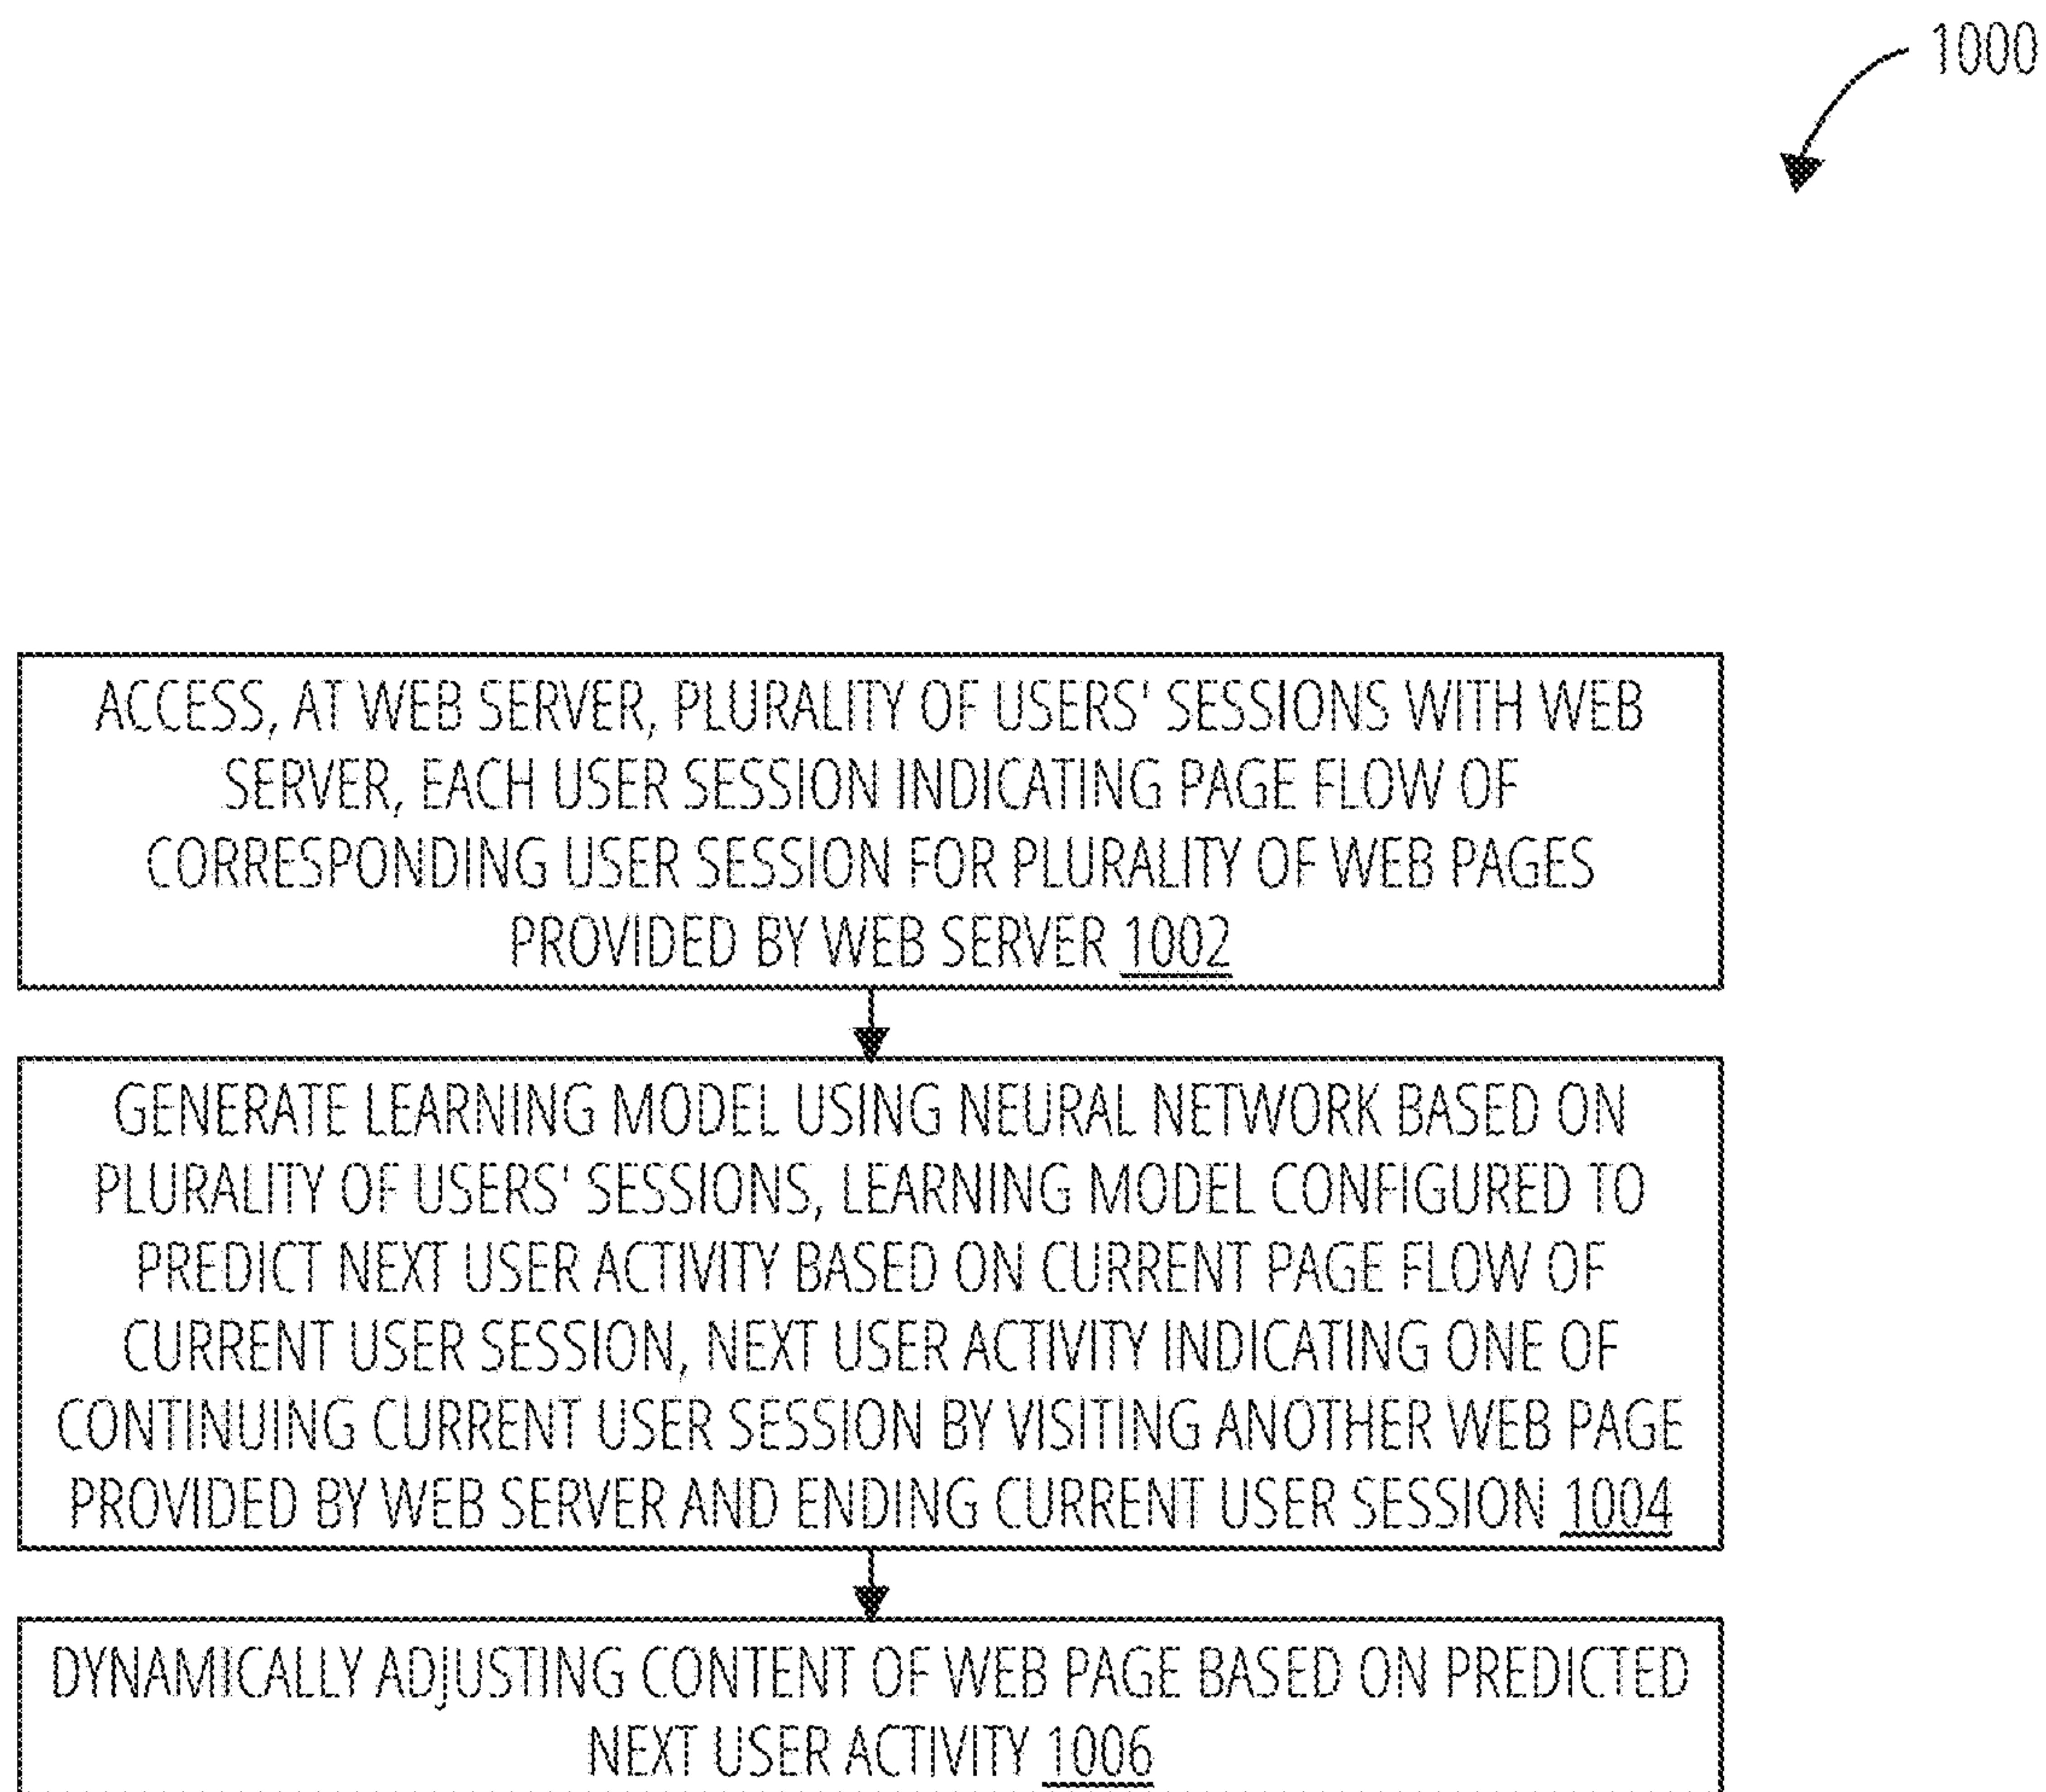 1000
ACCESS, AT WEB SERVER, PLURALITY OF USERS' SESSIONS WITH WEB
SERVER, EACH USER SESSION INDICATING PAGE FLOW OF
CORRESPONDING USER SESSION FOR PLURALITY OF WEB PAGES
PROVIDED BY WEB SERVER 1002
GENERATE LEARNING MODEL USING NEURAL NETWORK BASED ON
PLURALITY OF USERS' SESSIONS, LEARNING MODEL CONFIGURED TO
PREDICT NEXT USER ACTIVITY BASED ON CURRENT PAGE FLOW OF
CURRENT USER SESSION, NEXT USER ACTIVITY INDICATING ONE OF
CONTINUING CURRENT USER SESSION BY VISITING ANOTHER WEB PAGE
PROVIDED BY WEB SERVER AND ENDING CURRENT USER SESSION 1004
DYNAMICALLY ADJUSTING CONTENT OF WEB PAGE BASED ON PREDICTED
NEXT USER ACTIVITY 1006